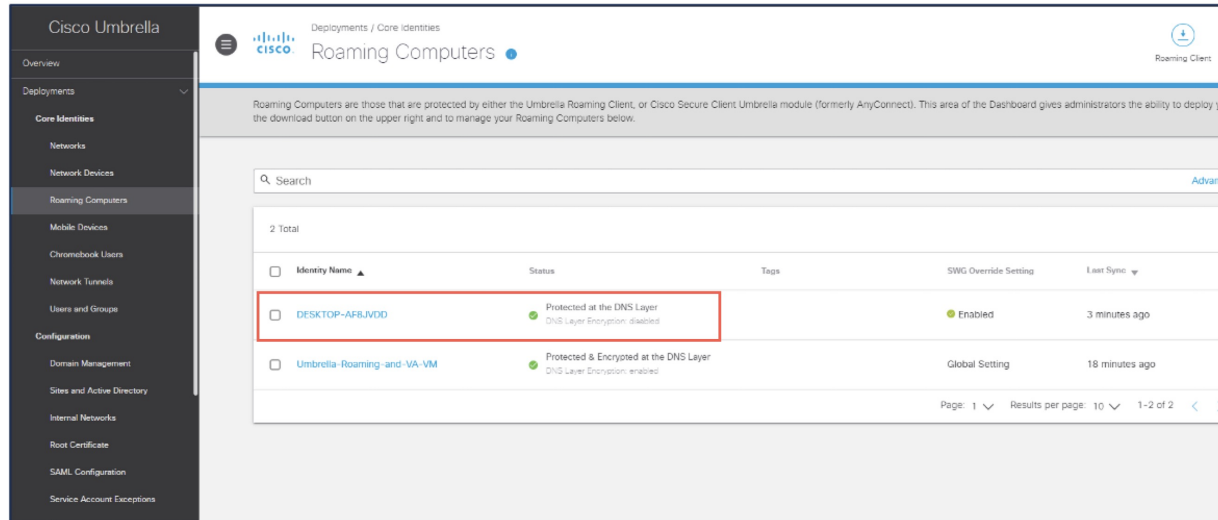 Cisco Umbrella
Overview
Deployments
Core Identities
Networks
Network Devices
Roaming Computers
Mobile Devices
Chromebook Users
Network Tunnels
Users and Groups
Configuration
Domain Management
Sites and Active Directory
Internal Networks
Root Certificate
SAML Configuration
Service Account Exceptions
CISCO
Deployments / Core Identities
Roaming Computers
Roaming Client
Roaming Computers are those that are protected by either the Umbrella Roaming Client, or Cisco Secure Client Umbrella module (formerly AnyConnect). This area of the Dashboard gives administrators the ability to deploy
the download button on the upper right and to manage your Roaming Computers below.
Search
Advan
2 Total
Identity Name Status Tags SWG Override Setting Last Sync
DESKTOP-AF8JVDD Protected at the DNS Layer Enabled 3 minutes ago
DNS Layer Encryption: disabled
Umbrella-Roaming-and-VA-VM Protected & Encrypted at the DNS Layer Global Setting 18 minutes ago
DNS Layer Encryption: enabled
Page: 1 Results per page: 10 1-2 of 2